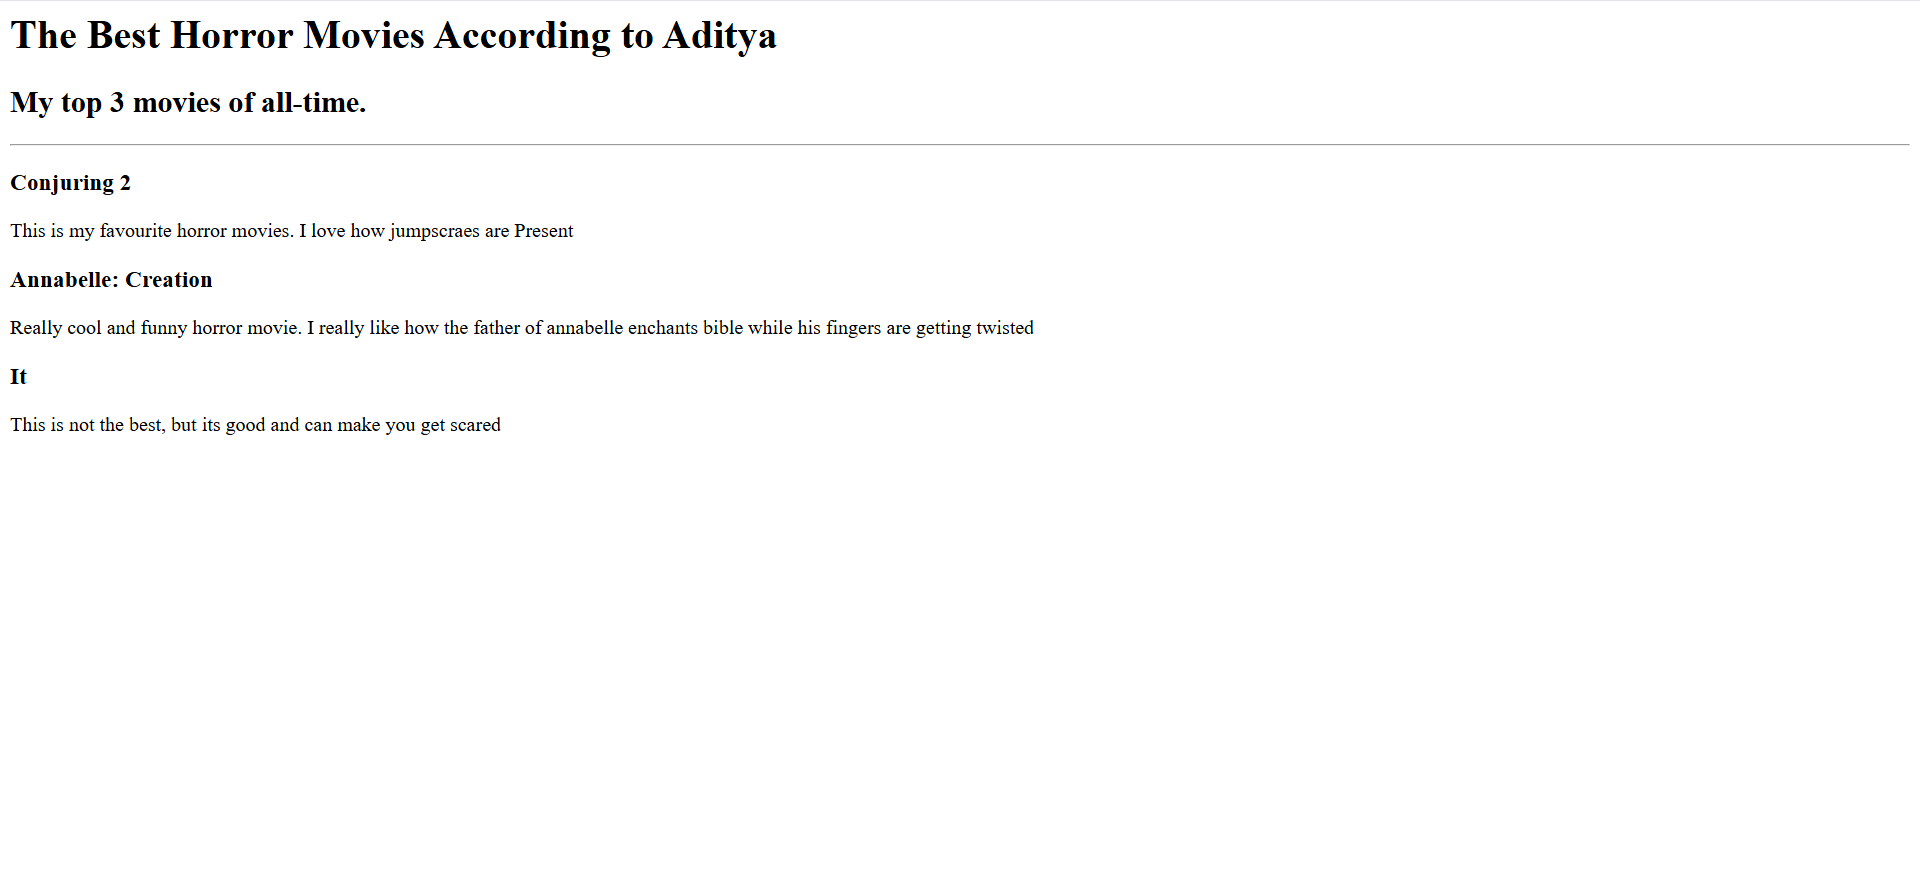 The Best Horror Movies According to Aditya
My top 3 movies of all-time.
Conjuring 2
This is my favourite horror movies. I love how jumpscraes are Present
Annabelle: Creation
Really cool and funny horror movie. I really like how the father of annabelle enchants bible while his fingers are getting twisted
It
This is not the best, but its good and can make you get scared